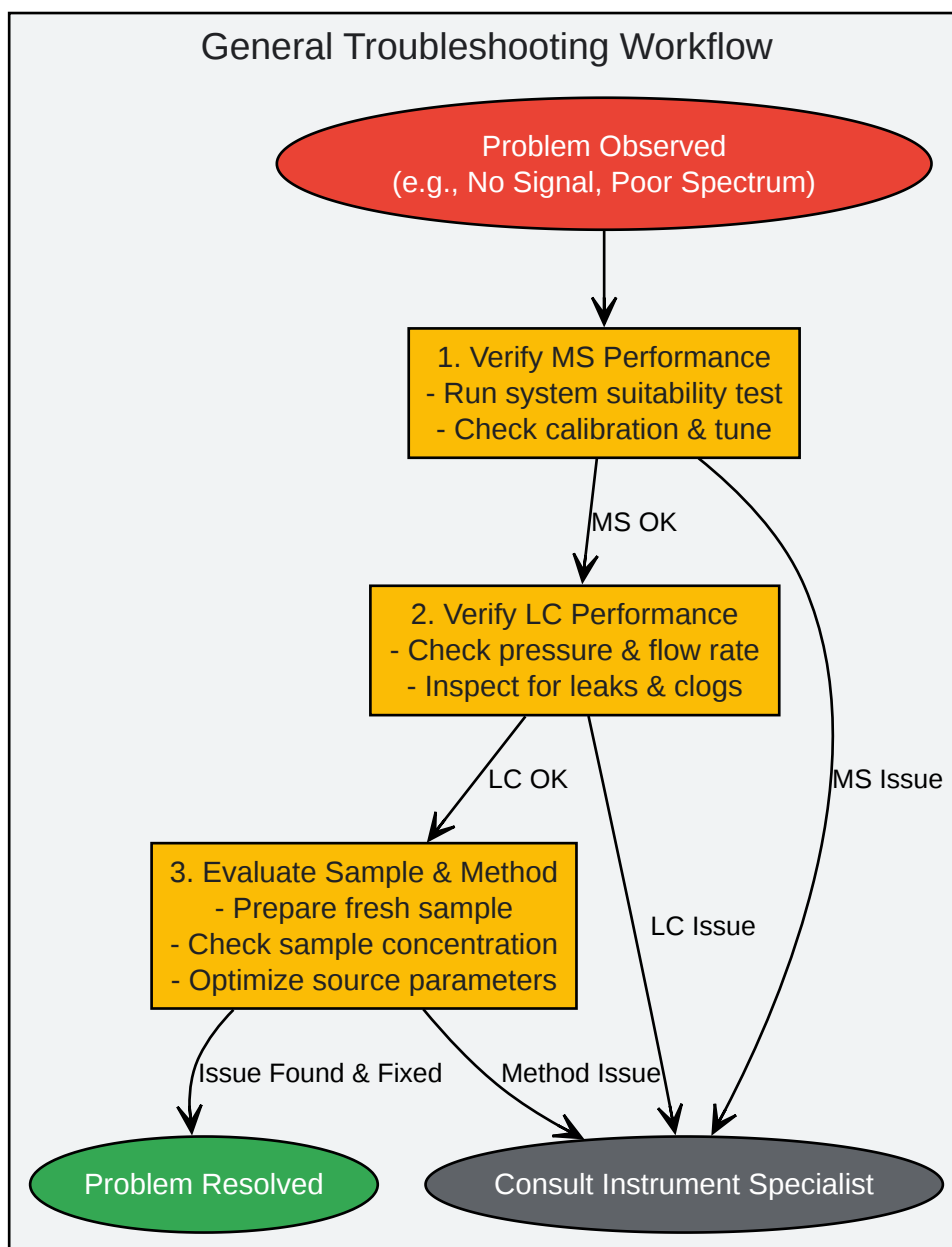 General Troubleshooting Workflow
Problem Observed
(e.g., No Signal, Poor Spectrum)
1. Verify MS Performance
- Run system suitability test
- Check calibration & tune
MS OK
2. Verify LC Performance
- Check pressure & flow rate
- Inspect for leaks & clogs
LC OK
MS Issue
3. Evaluate Sample & Method
- Prepare fresh sample
- Check sample concentration
- Optimize source parameters
LC Issue
Issue Found & Fixed
Method Issue
Problem Resolved
Consult Instrument Specialist